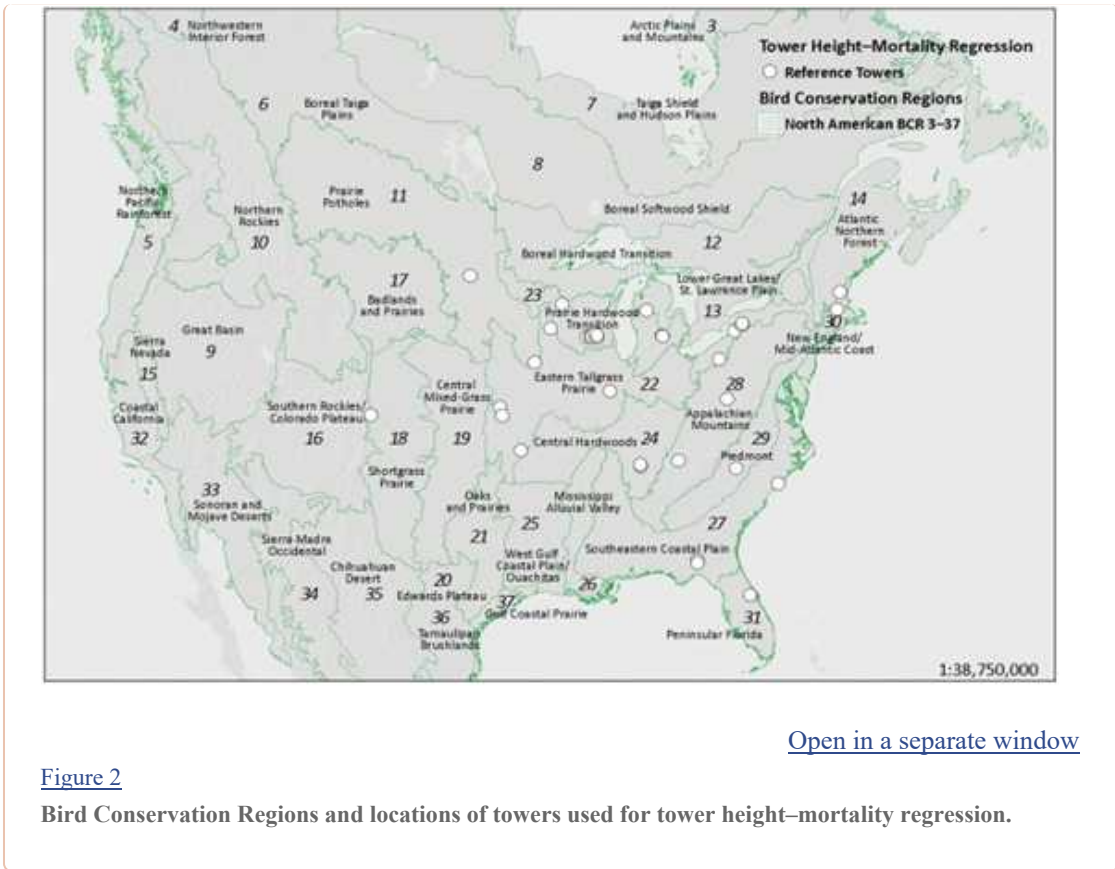 4 Northwestern
Interior Forest
Arctic Plains
and Mountains 3
Tower Height–Mortality Regression
Reference Towers
Bird Conservation Regions
North American BCR 3–37
6 Boreal Taiga
Plains
7 Taiga Shield
and Hudson Plains
8
Northern
Pacific
Rainforest
5
Northern
Rockies
10
Prairie
Potholes 11
Boreal Softwood Shield
14
Atlantic
Northern
Forest
Boreal Hardwood Transition
12
17
Badlands
and Prairies
23
Prairie Hardwood
Transition
Lower Great Lakes/
St. Lawrence Plain
13
30
New England/
Mid-Atlantic Coast
Great Basin
9
Sierra
Nevada
15
Coastal
California
32
Southern Rockies/
Colorado Plateau
16
18
Shortgrass
Prairie
Central
Mixed-Grass
Prairie
19
Eastern Tallgrass
Prairie
22
28
Appalachian
Mountains
Central Hardwoods 24
29
Piedmont
33
Sonoran and
Mojave Deserts
Oaks
and Prairies
21
Mississippi
Alluvial Valley
25
West Gulf
Coastal Plain/
Ouachitas
27
Southeastern Coastal Plain
26
Sierra Madre
Occidental
34
Chihuahuan
Desert
35
20
Edwards Plateau
37
Gulf Coastal Prairie
36
Tamaulipan
Brushlands
31
Peninsular Florida
1:38,750,000
Open in a separate window
Figure 2
Bird Conservation Regions and locations of towers used for tower height–mortality regression.